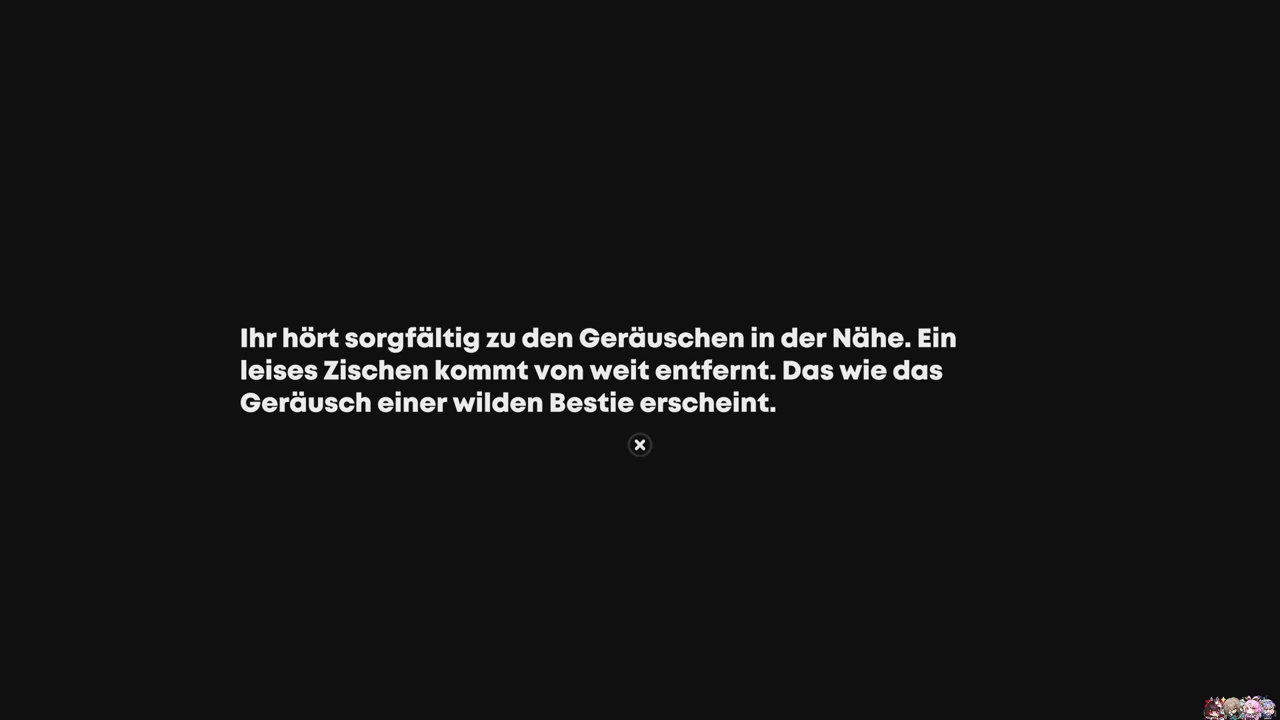 Ihr hört sorgfältig zu den Geräuschen in der Nähe. Ein
leises Zischen kommt von weit entfernt. Das wie das
Geräusch einer wilden Bestie erscheint.